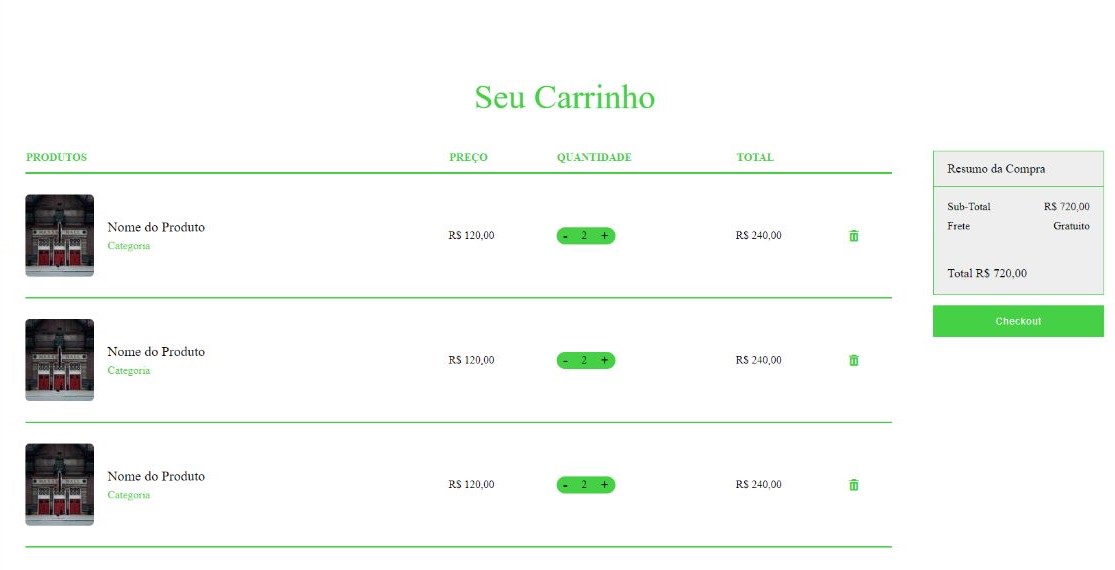 Seu Carrinho
PRODUTOS PREÇO QUANTIDADE TOTAL
Nome do Produto
Categoria
R$ 120,00 - 2 + R$ 240,00
Nome do Produto
Categoria
R$ 120,00 - 2 + R$ 240,00
Nome do Produto
Categoria
R$ 120,00 - 2 + R$ 240,00
Resumo da Compra
Sub-Total R$ 720,00
Frete Gratuito
Total R$ 720,00
Checkout